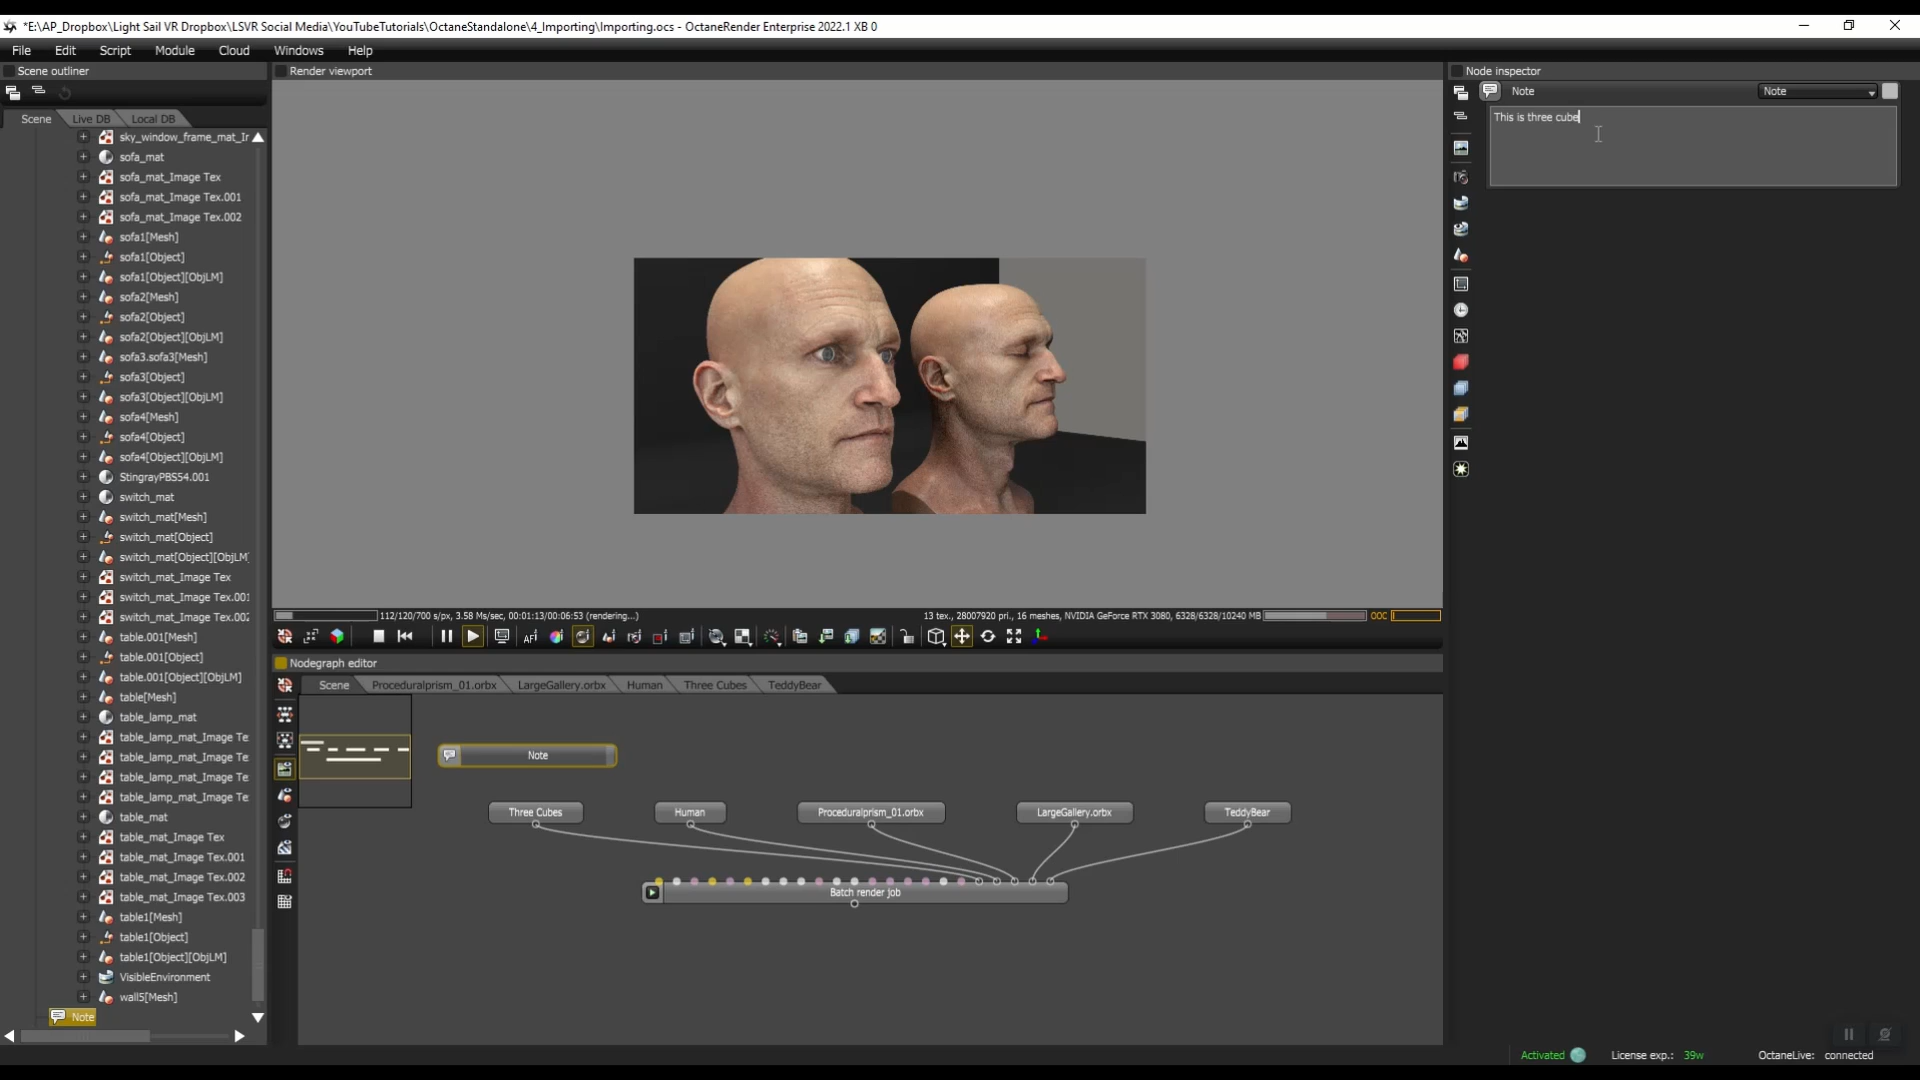 *E:\AP_Dropbox\Light Sail VR Dropbox\LSVR Social Media\YouTubeTutorials\OctaneStandalone\4_Importing\Importing.ocs - OctaneRender Enterprise 2022.1 XB 0
File Edit Script Module Cloud Windows Help
Scene outliner
Scene Live DB Local DB
sky_window_frame_mat_Ir
sofa_mat
sofa_mat_Image Tex
sofa_mat_Image Tex.001
sofa_mat_Image Tex.002
sofa1[Mesh]
sofa1[Object]
sofa1[Object][ObjLM]
sofa2[Mesh]
sofa2[Object]
sofa2[Object][ObjLM]
sofa3.sofa3[Mesh]
sofa3[Object]
sofa3[Object][ObjLM]
sofa4[Mesh]
sofa4[Object]
sofa4[Object][ObjLM]
StingrayPBS54.001
switch_mat
switch_mat[Mesh]
switch_mat[Object]
switch_mat[Object][ObjLM
switch_mat_Image Tex
switch_mat_Image Tex.001
switch_mat_Image Tex.002
table.001[Mesh]
table.001[Object]
table.001[Object][ObjLM]
table[Mesh]
table_lamp_mat
table_lamp_mat_Image Te
table_lamp_mat_Image Te
table_lamp_mat_Image Te
table_lamp_mat_Image Te
table_mat
table_mat_Image Tex
table_mat_Image Tex.001
table_mat_Image Tex.002
table_mat_Image Tex.003
table1[Mesh]
table1[Object]
table1[Object][ObjLM]
VisibleEnvironment
wall5[Mesh]
Note
Render viewport
112/120/700 s/px, 3.58 Ms/sec, 00:01:13/00:06:53 (rendering...)
13 tex., 28007920 pri., 16 meshes, NVIDIA GeForce RTX 3080, 6328/6328/10240 MB OOC
AF
Nodegraph editor
Scene Proceduralprism_01.orbx LargeGallery.orbx Human Three Cubes TeddyBear
Note
Three Cubes Human Proceduralprism_01.orbx LargeGallery.orbx TeddyBear
Batch render job
Node inspector
Note Note
This is three cube
Activated License exp.: 39w OctaneLive: connected